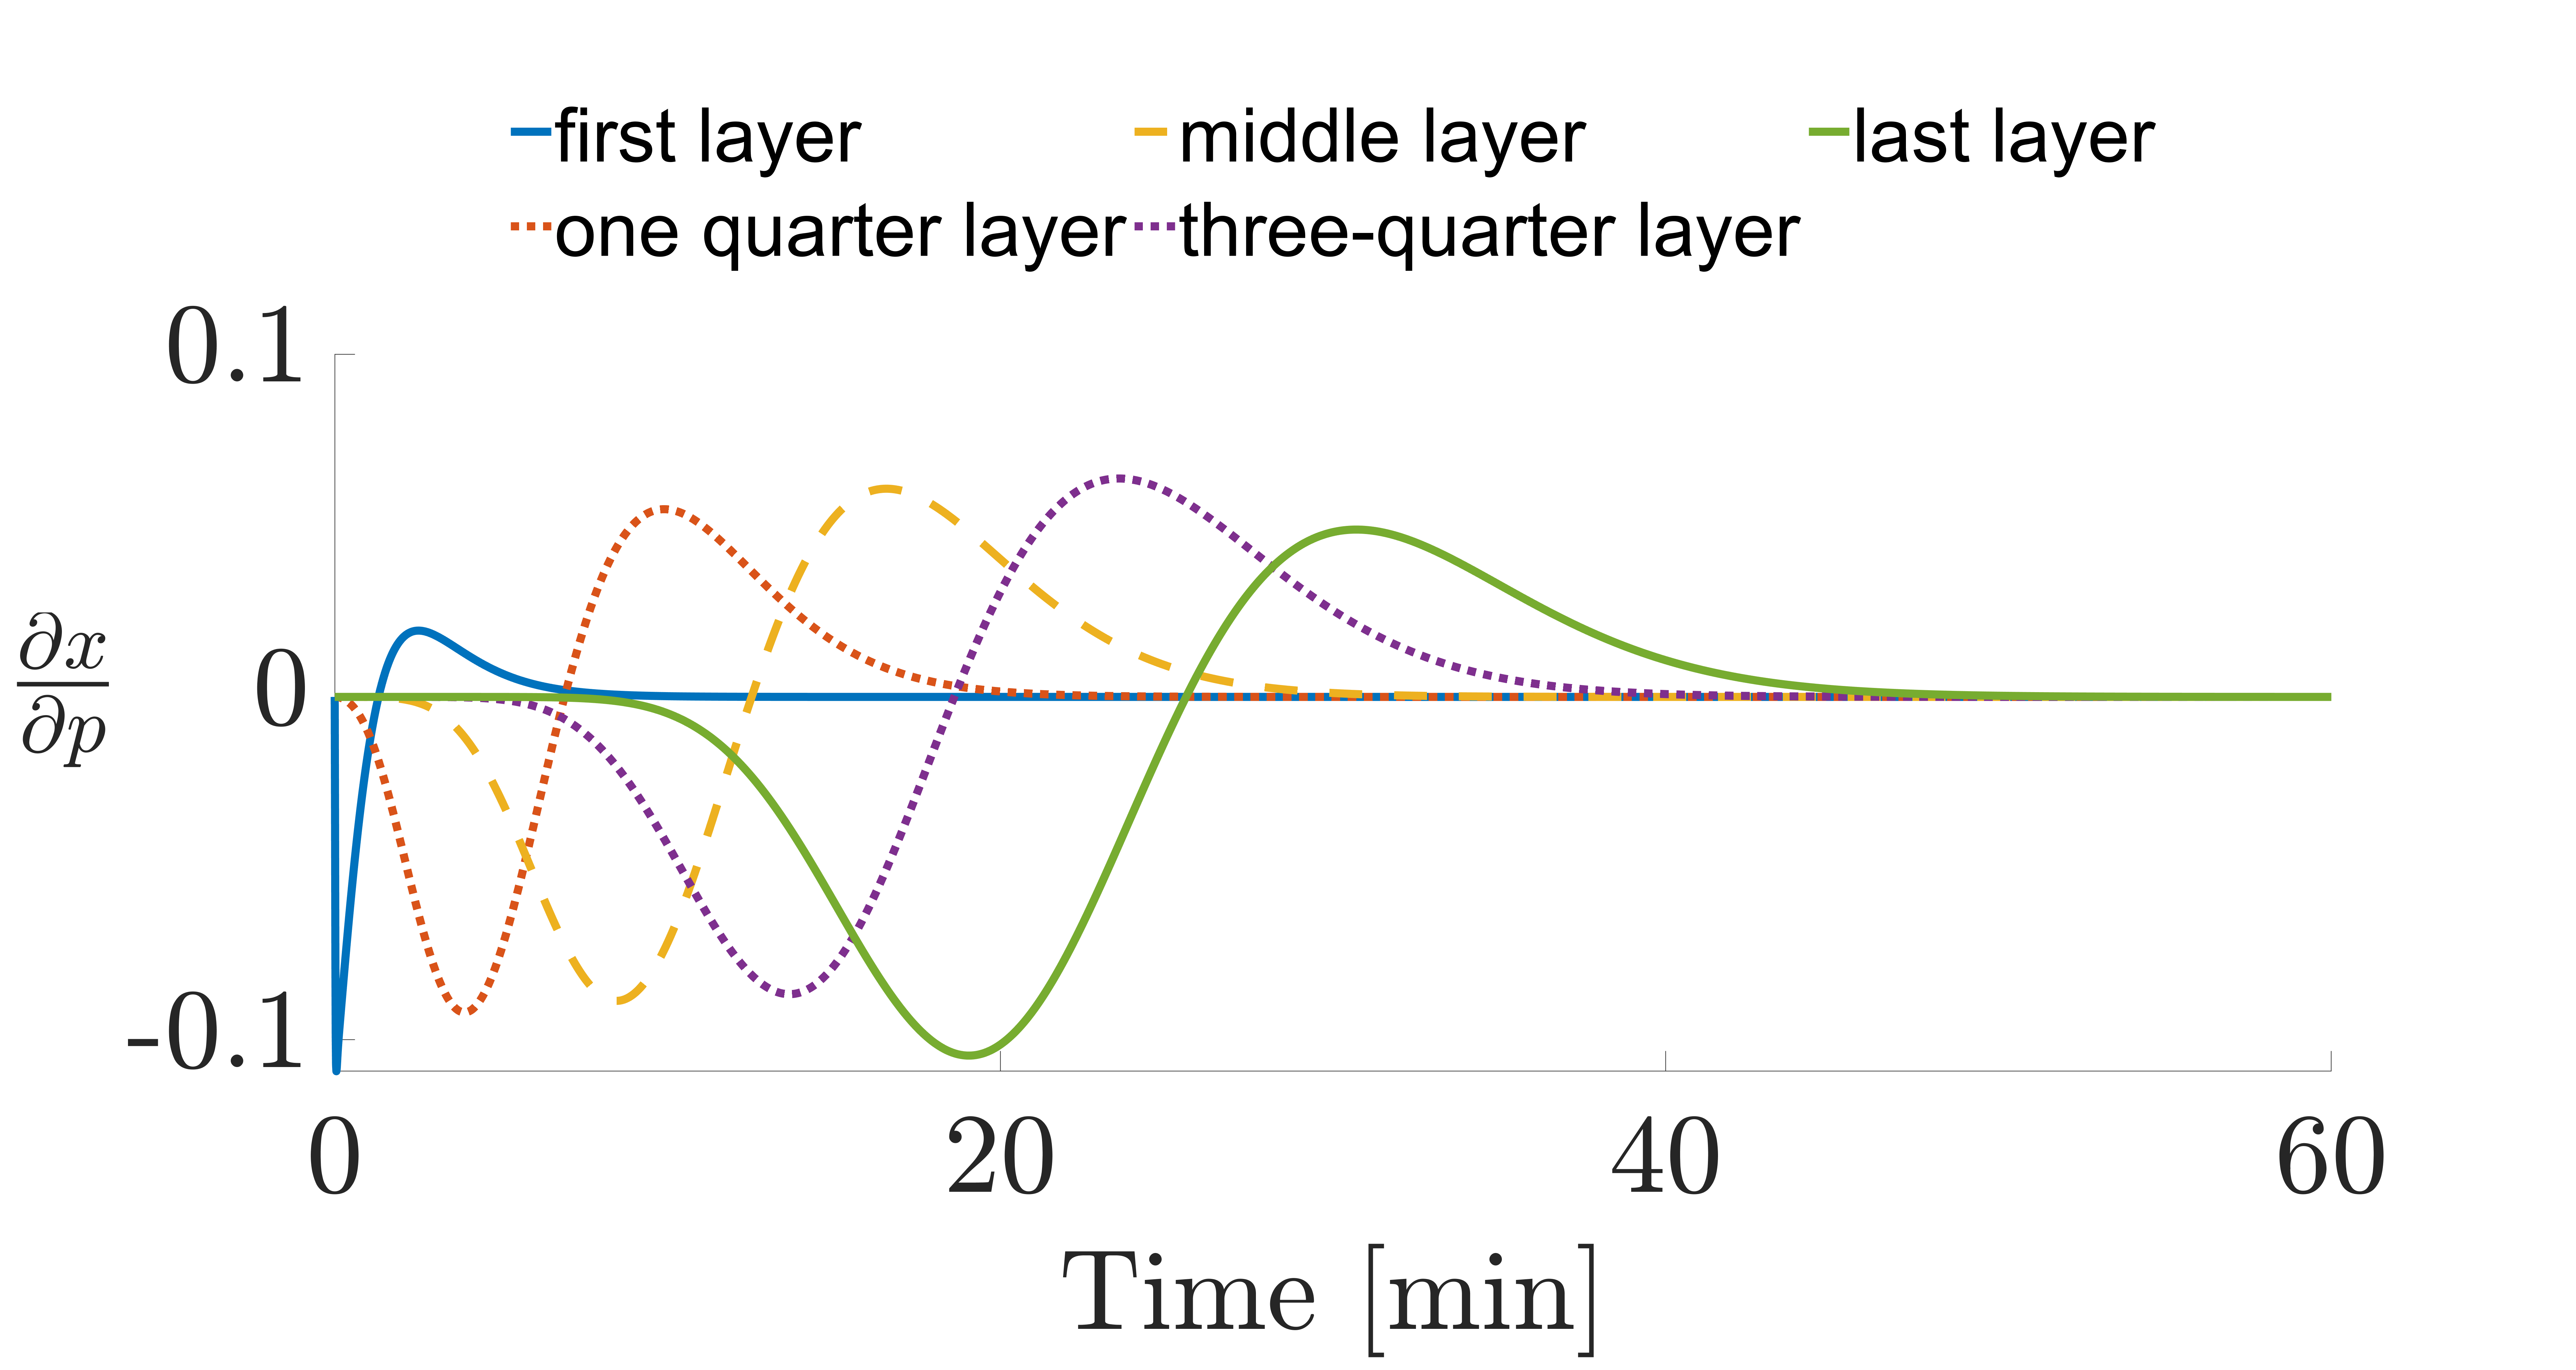 first layer middle layer last layer
one quarter layer three-quarter layer
0.1
0
-0.1
∂x
∂p
0 20 40 60
Time [min]